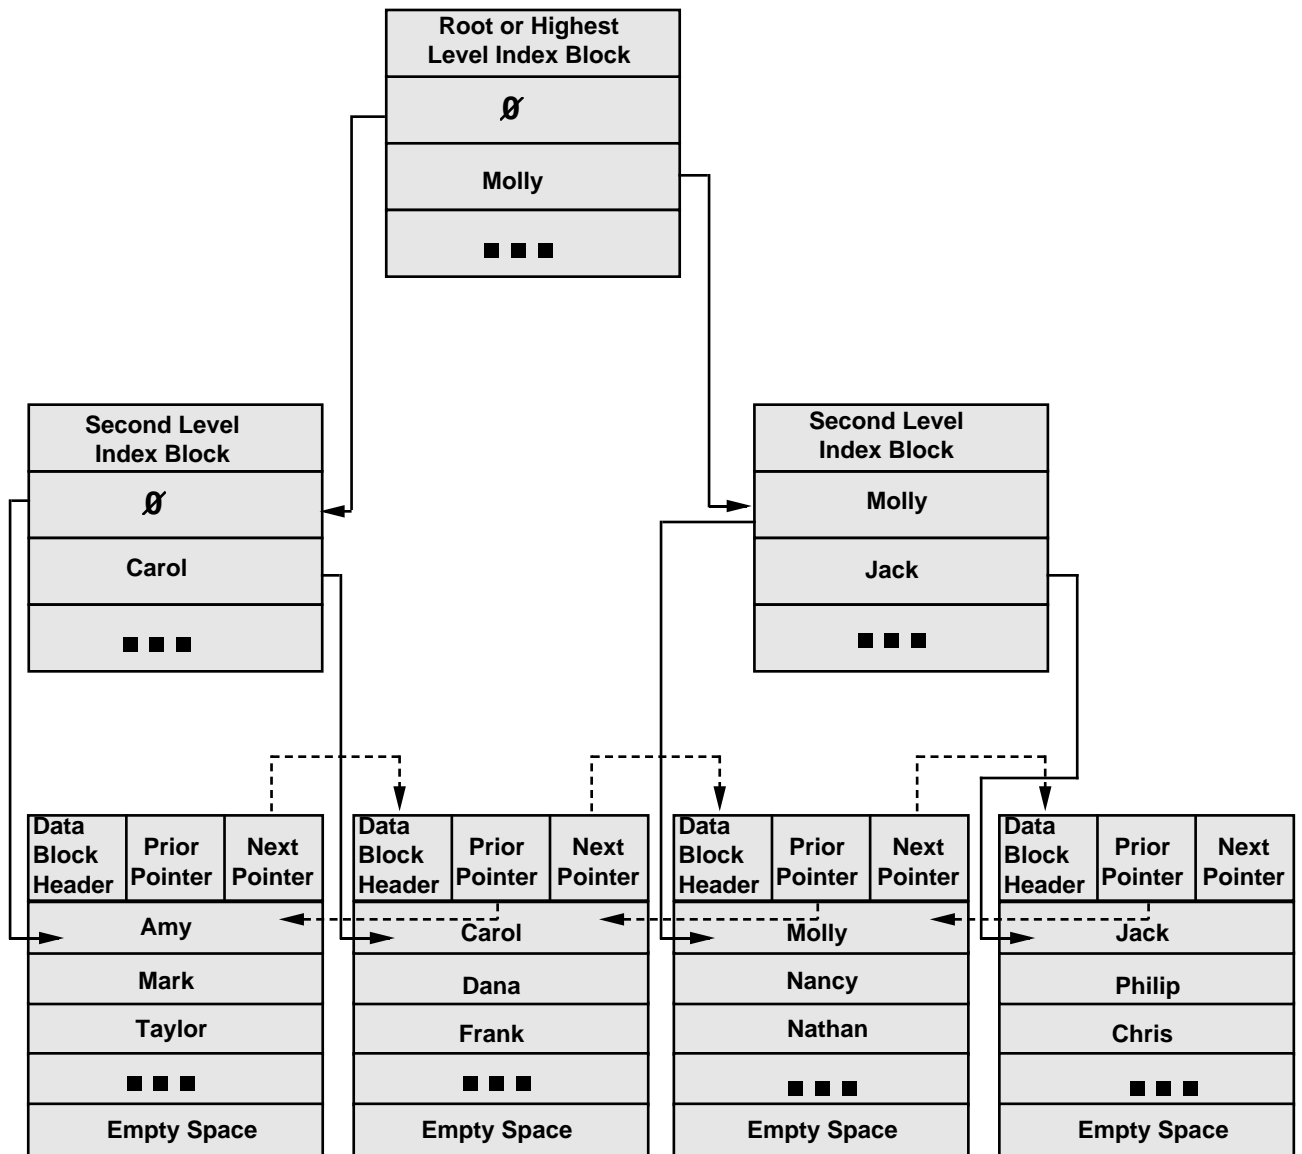 Root or Highest
Level Index Block
0
Molly
Second Level
Index Block
0
Carol
Second Level
Index Block
Molly
Jack
Data
Block
Header
Prior
Pointer
Next
Pointer
Amy
Mark
Taylor
Empty Space
Data
Block
Header
Prior
Pointer
Next
Pointer
Carol
Dana
Frank
Empty Space
Data
Block
Header
Prior
Pointer
Next
Pointer
Molly
Nancy
Nathan
Empty Space
Data
Block
Header
Prior
Pointer
Next
Pointer
Jack
Philip
Chris
Empty Space